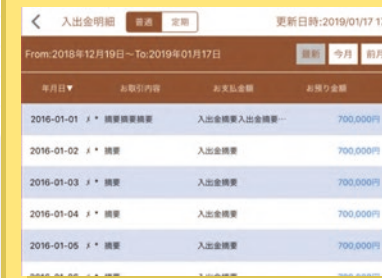 入出金明細 普通 定期 更新日時:2019/01/17 17
From:2018年12月19日～To:2019年01月17日 最新 今月 前月
年月日▼ お取引内容 お支払金額 お預り金額
2016-01-01 メ * 摘要摘要摘要 入出金摘要入出金摘要… 700,000円
2016-01-02 メ * 摘要 入出金摘要 700,000円
2016-01-03 メ * 摘要 入出金摘要 700,000円
2016-01-04 メ * 摘要 入出金摘要 700,000円
2016-01-05 メ * 摘要 入出金摘要 700,000円